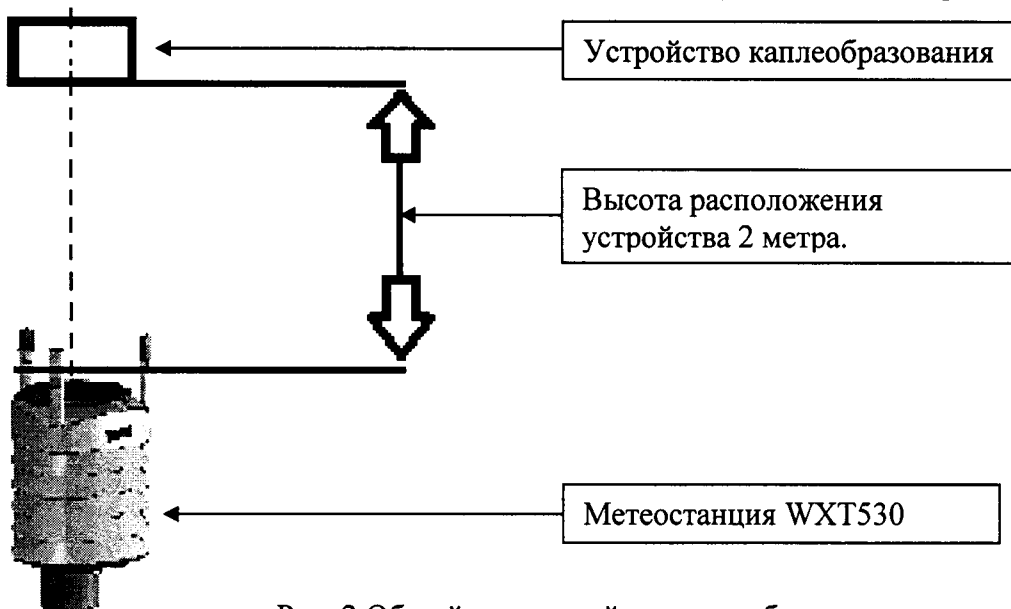 Устройство каплеобразования
Высота расположения
устройства 2 метра.
Метеостанция WXT530